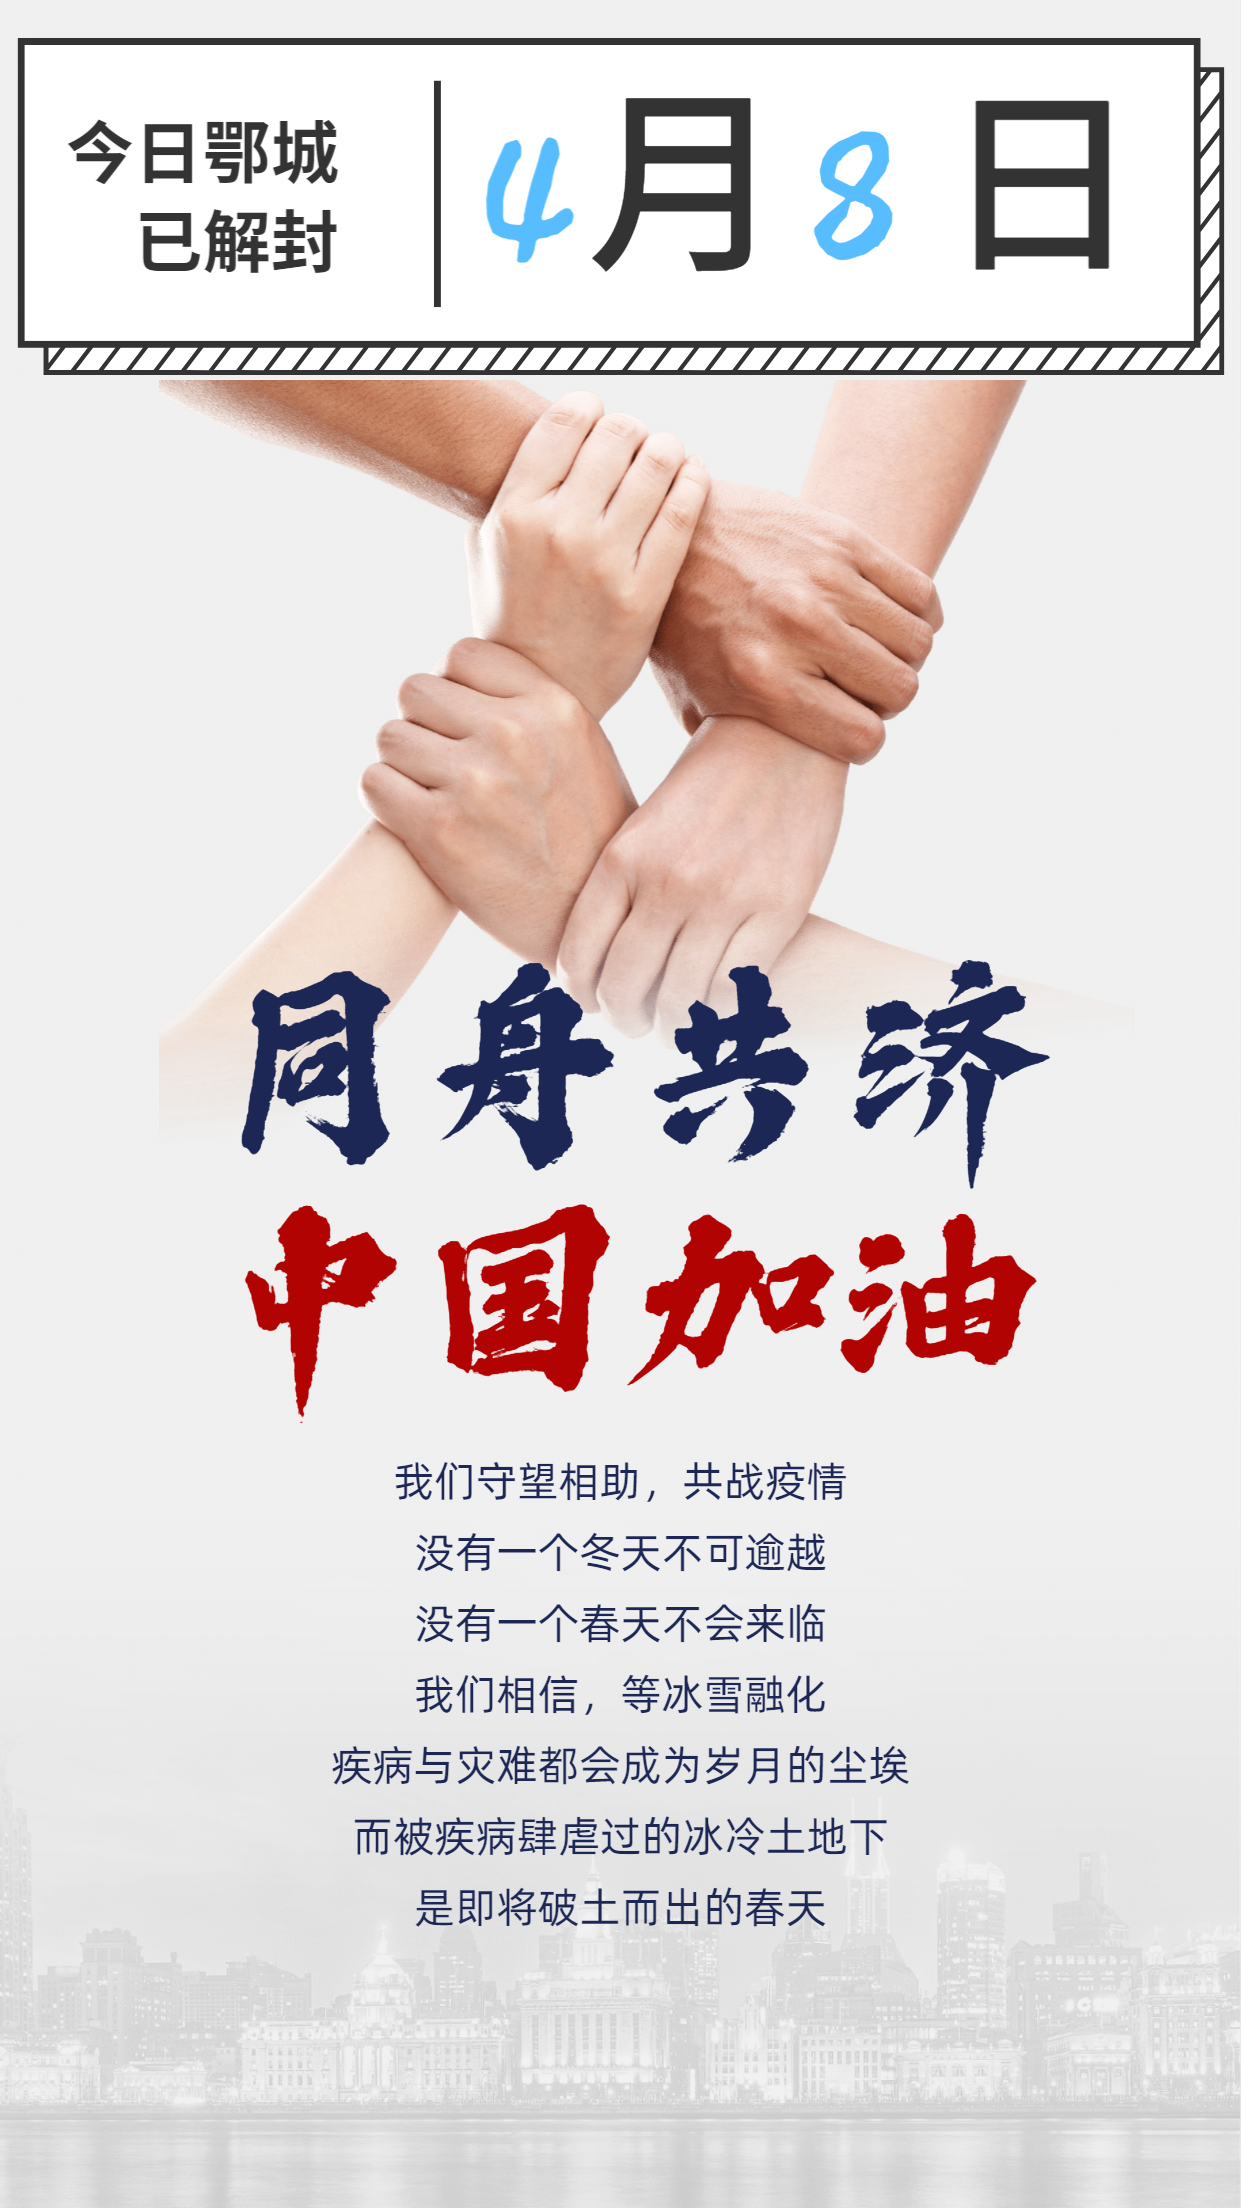 今日鄂城
已解封
4月8日
同舟共济
中国加油
我们守望相助，共战疫情
没有一个冬天不可逾越
没有一个春天不会来临
我们相信，等冰雪融化
疾病与灾难都会成为岁月的尘埃
而被疾病肆虐过的冰冷土地下
是即将破土而出的春天